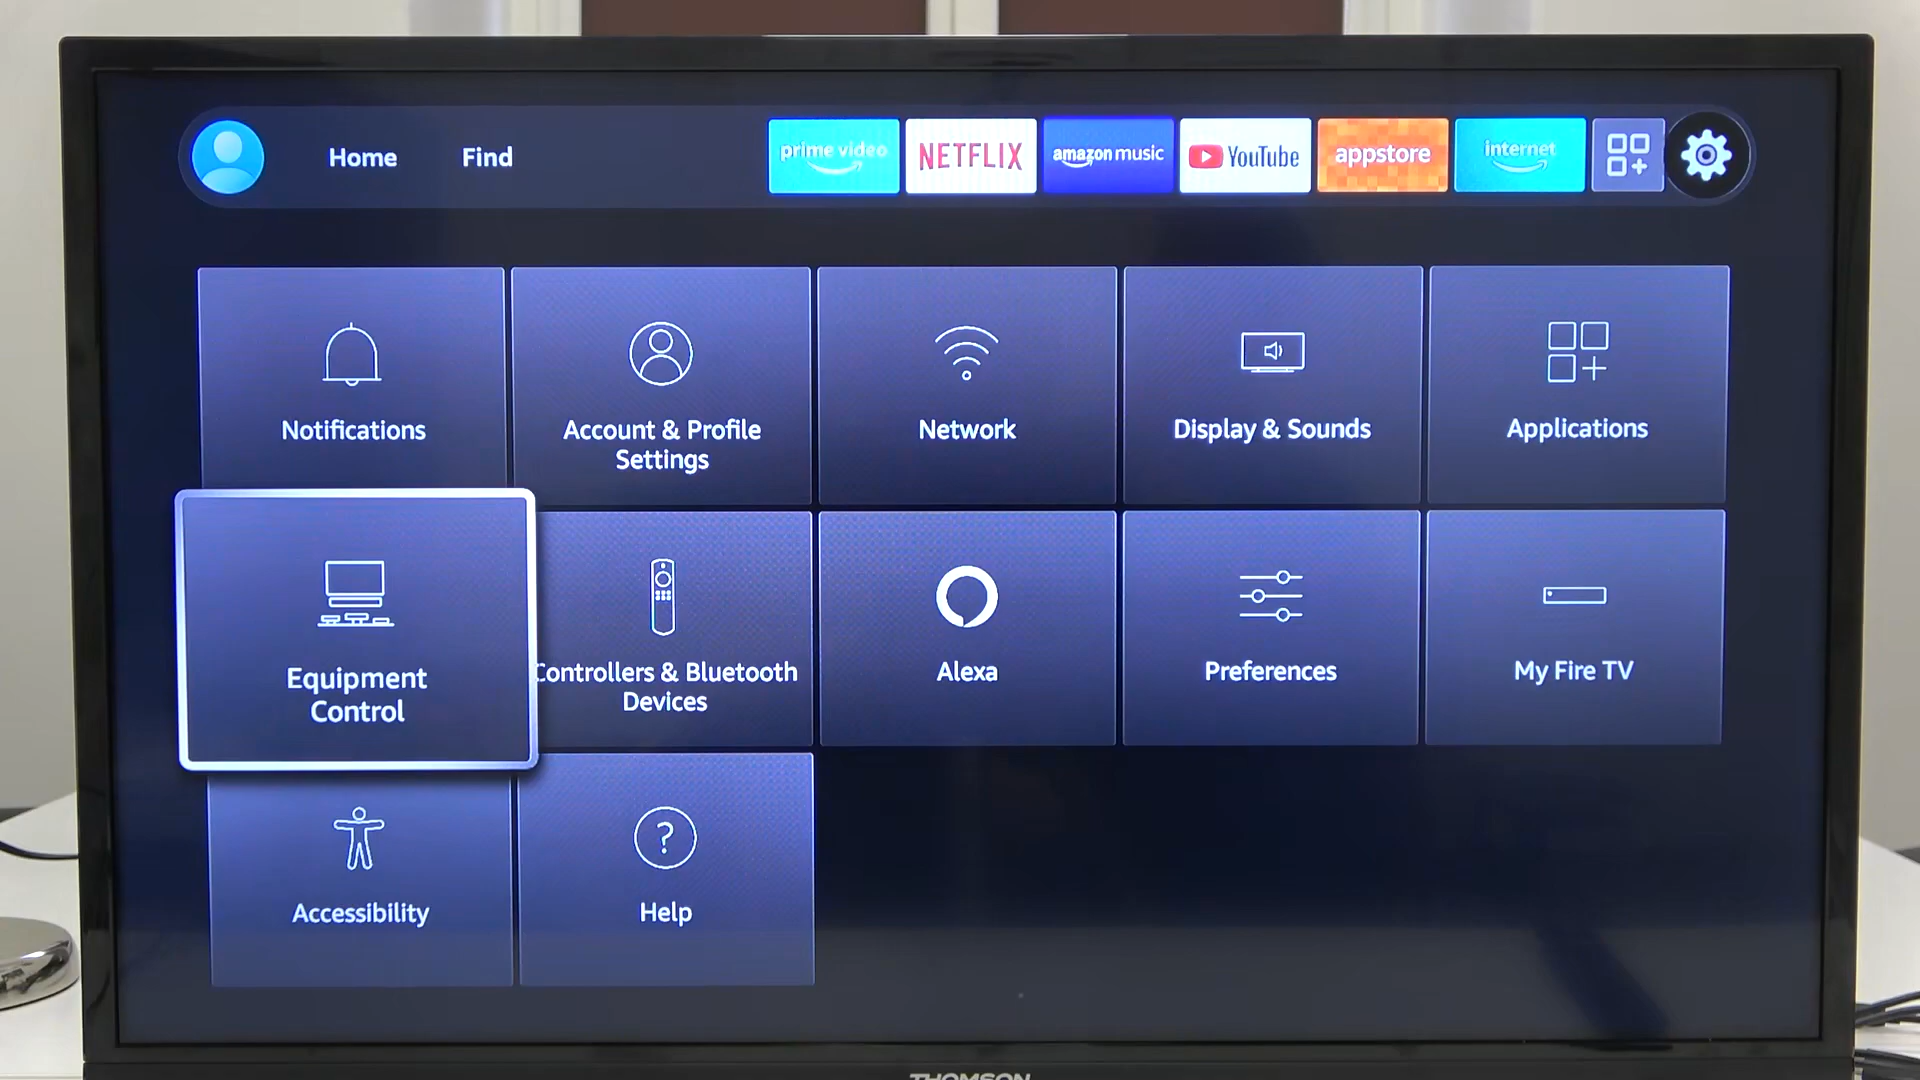 Home
Find
prime video
NETFLIX
amazon music
YouTube
appstore
internet
Notifications
Account & Profile
Settings
Network
Display & Sounds
Applications
Equipment
Control
Controllers & Bluetooth
Devices
Alexa
Preferences
My Fire TV
Accessibility
?
Help
THOMSON